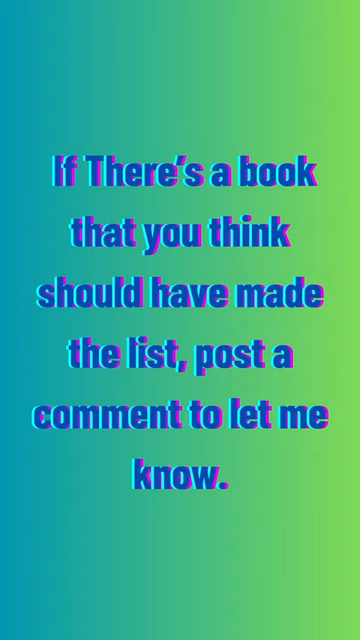 If There's a book
that you think
should have made
the list, post a
comment to let me
know.